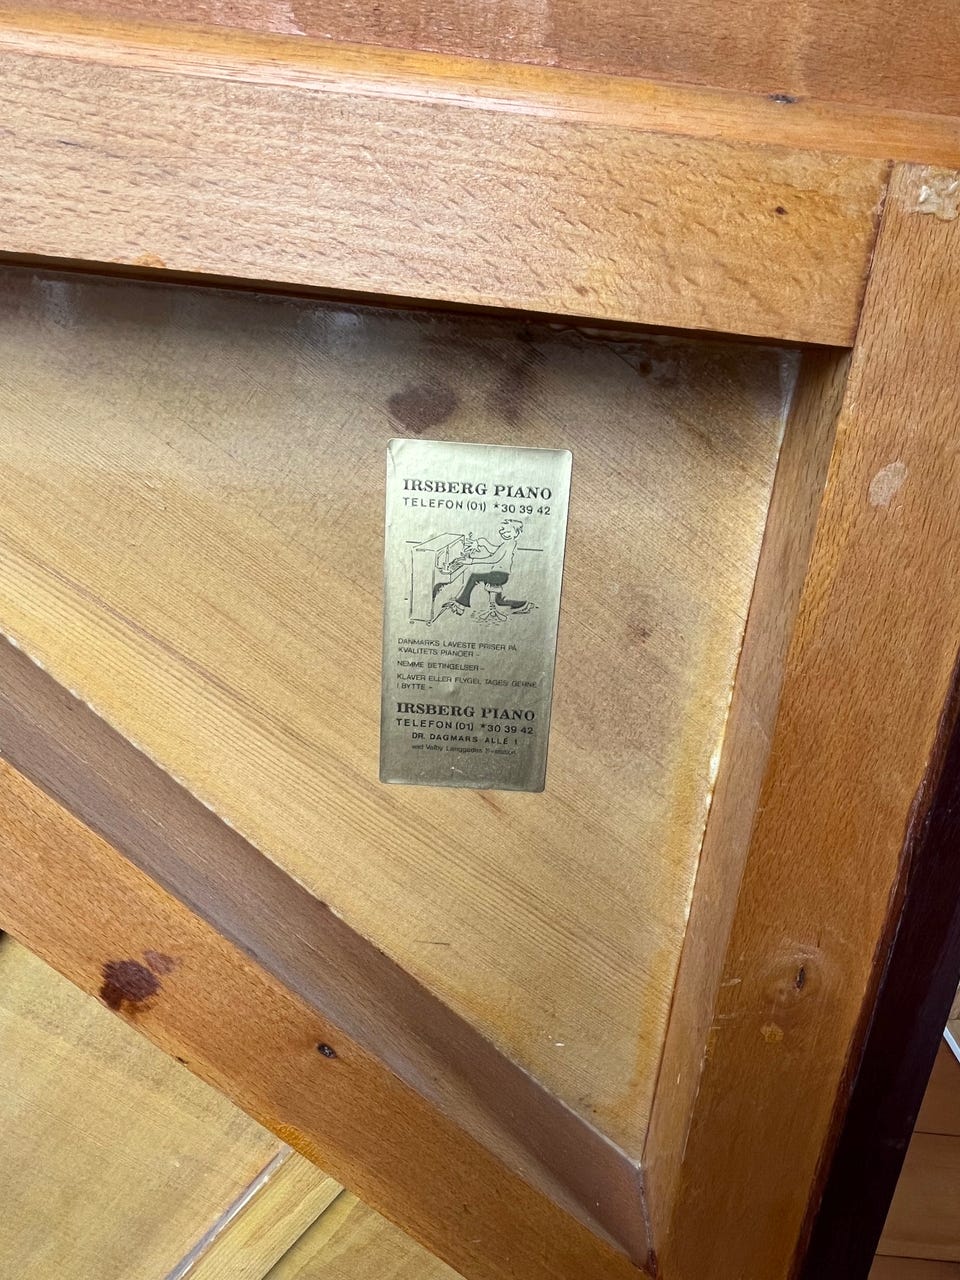 IRSBERG PIANO
TELEFON (01) *30 39 42
DANMARKS LAVESTE PRISER PÅ
KVALITETS PIANOER –
NEMME BETINGELSER –
KLAVER ELLER FLYGEL TAGES GERNE
I BYTTE –
IRSBERG PIANO
TELEFON (01) *30 39 42
DR. DAGMARS ALLÉ 1
ved Valby Langgades S-station